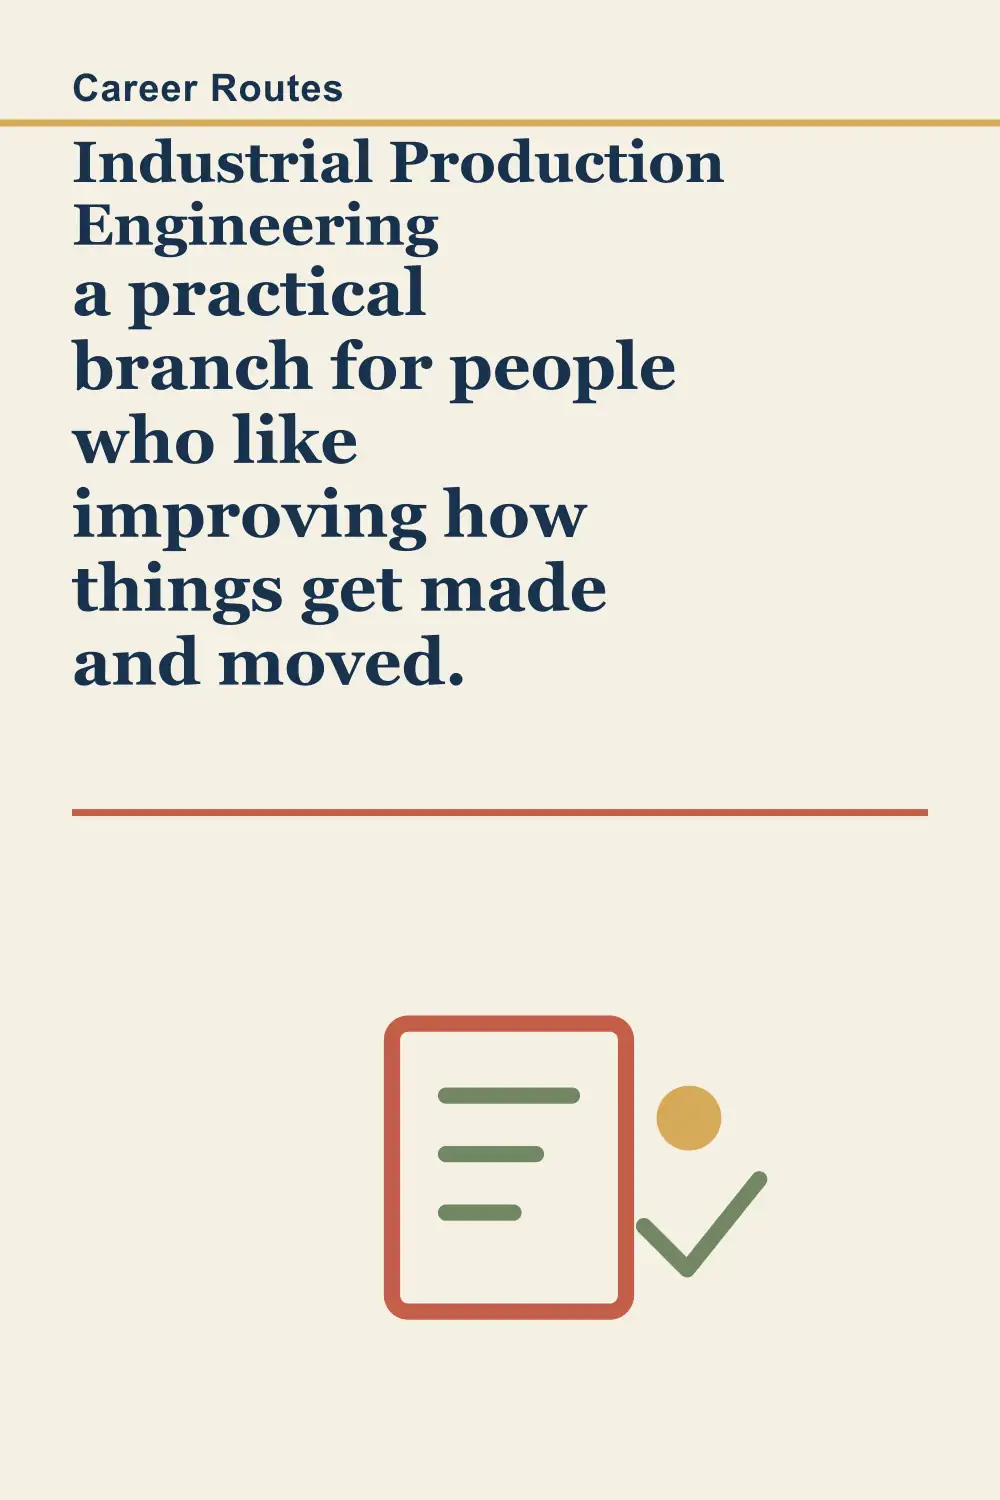 Career Routes
Industrial Production
Engineering
a practical
branch for people
who like
improving how
things get made
and moved.